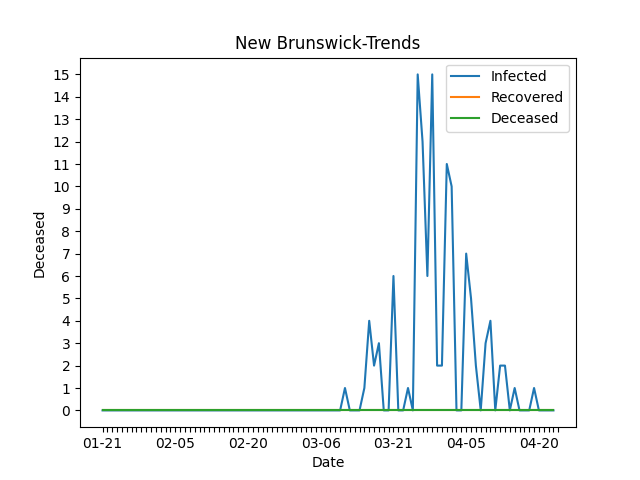 New Brunswick-Trends
Infected
Recovered
Deceased
15
14
13
12
11
10
9
8
7
6
5
4
3
2
1
0
Deceased
01-21 02-05 02-20 03-06 03-21 04-05 04-20
Date